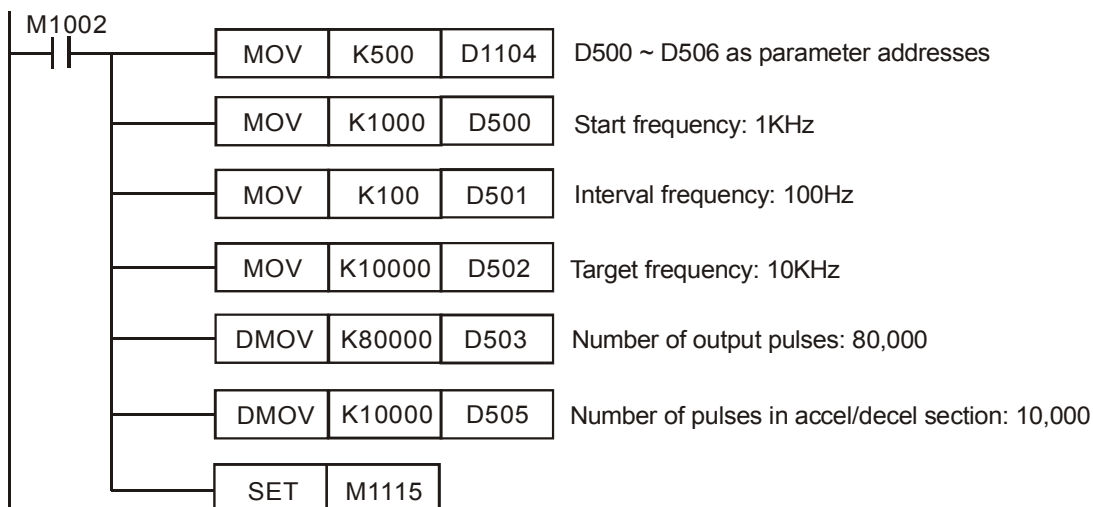 M1002
MOV K500 D1104 D500 ~ D506 as parameter addresses
MOV K1000 D500 Start frequency: 1KHz
MOV K100 D501 Interval frequency: 100Hz
MOV K10000 D502 Target frequency: 10KHz
DMOV K80000 D503 Number of output pulses: 80,000
DMOV K10000 D505 Number of pulses in accel/decel section: 10,000
SET M1115